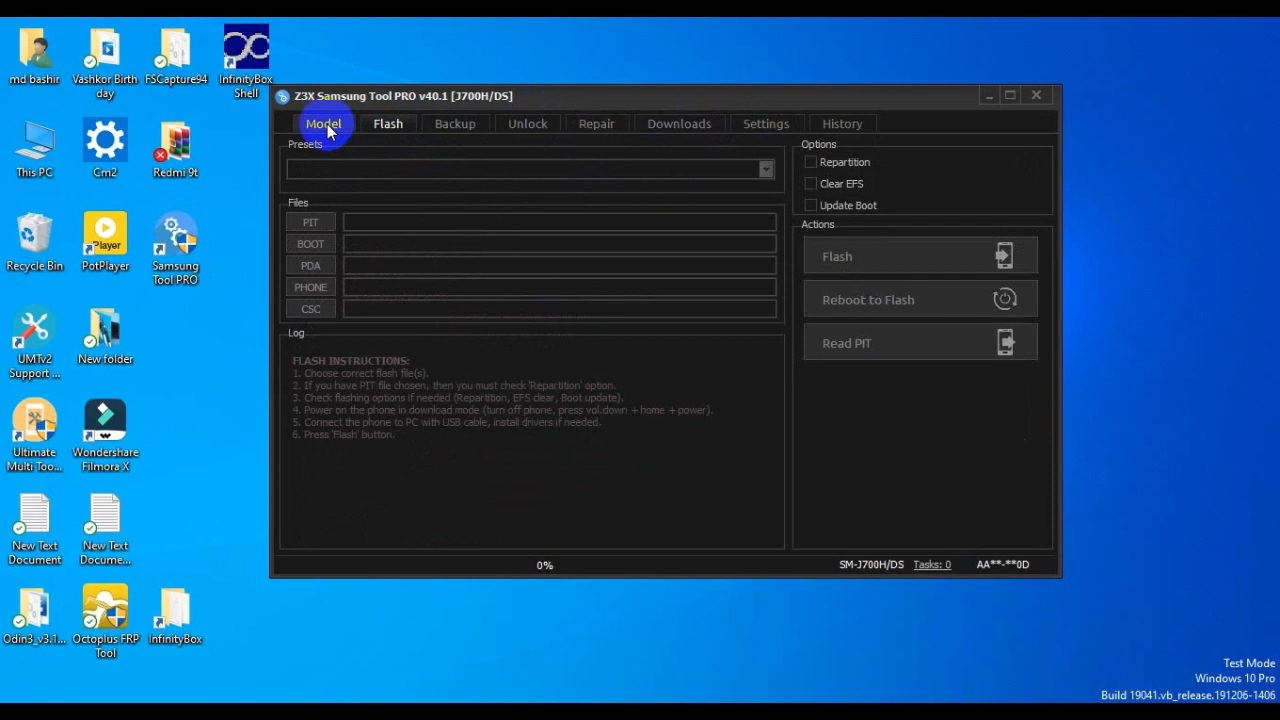 md bashir
Vashkor Birth
day
FSCapture94
InfinityBox
Shell
This PC
Cm2
Redmi 9t
Recycle Bin
Player
PotPlayer
Samsung
Tool PRO
UMTv2
Support ...
New folder
Ultimate
Multi Too...
Wondershare
Filmora X
New Text
Document
New Text
Docume...
Odin3_v3.1...
Octoplus FRP
Tool
InfinityBox
Z3X Samsung Tool PRO v40.1 [J700H/DS]
Model
Flash
Backup
Unlock
Repair
Downloads
Settings
History
Presets
Files
PIT
BOOT
PDA
PHONE
CSC
Log
FLASH INSTRUCTIONS:
1. Choose correct flash file(s).
2. If you have PIT file chosen, then you must check 'Repartition' option.
3. Check flashing options if needed (Repartition, EFS clear, Boot update).
4. Power on the phone in download mode (turn off phone, press vol.down + home + power).
5. Connect the phone to PC with USB cable, install drivers if needed.
6. Press 'Flash' button.
Options
Repartition
Clear EFS
Update Boot
Actions
Flash
Reboot to Flash
Read PIT
0%
SM-J700H/DS
Tasks: 0
AA**-**0D
Test Mode
Windows 10 Pro
Build 19041.vb_release.191206-1406